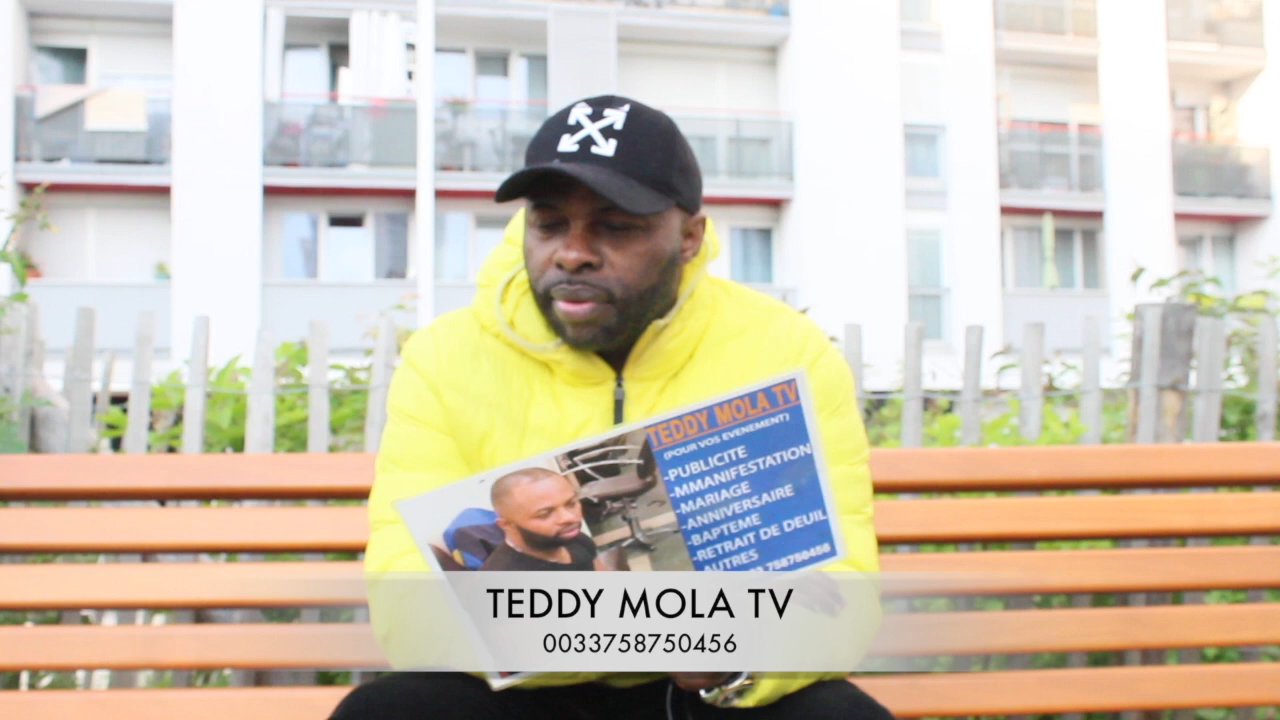 TEDDY MOLA TV
(POUR VOS EVENEMENT)
-PUBLICITE
-MMANIFESTATION
-MARIAGE
-ANNIVERSAIRE
-BAPTEME
-RETRAIT DE DEUIL
-AUTRES
758750456
TEDDY MOLA TV
0033758750456